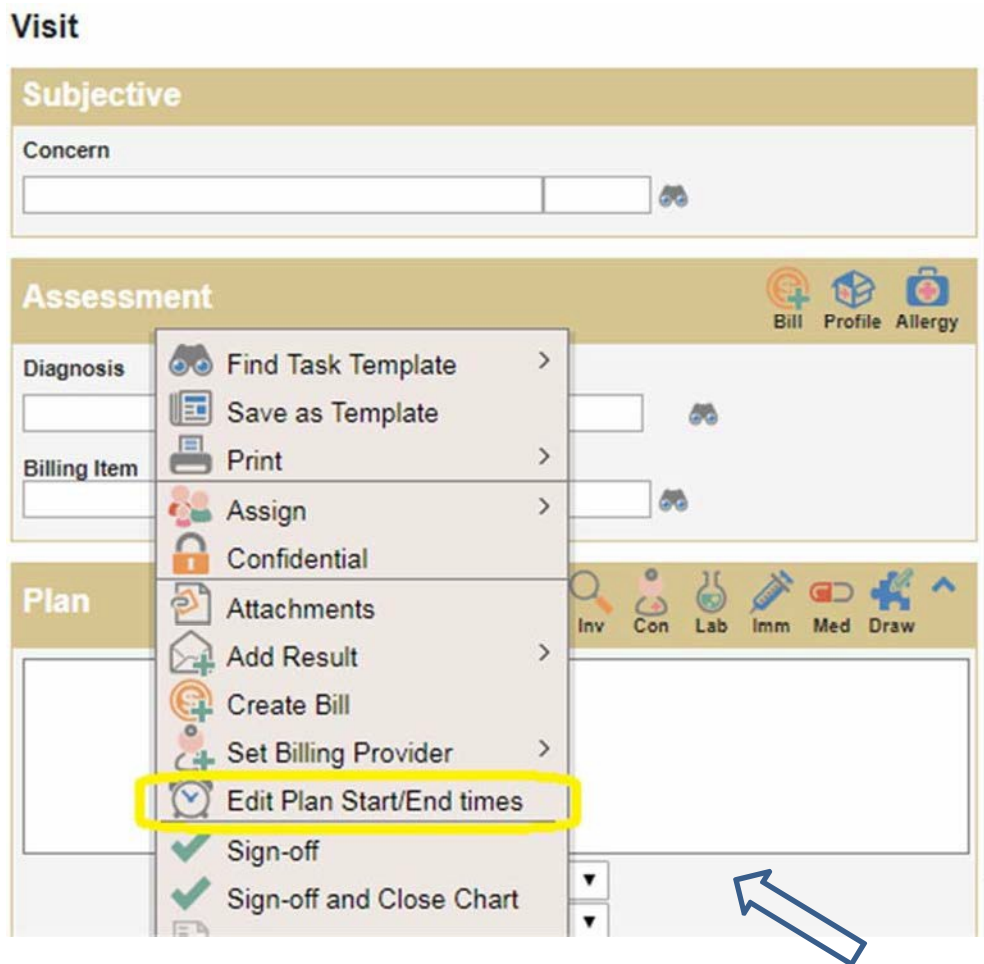 Visit
Subjective
Concern
Assessment
Bill Profile Allergy
Diagnosis
Billing Item
Find Task Template
Save as Template
Print
Assign
Confidential
Attachments
Add Result
Create Bill
Set Billing Provider
Edit Plan Start/End times
Sign-off
Sign-off and Close Chart
Plan
Inv Con Lab Imm Med Draw